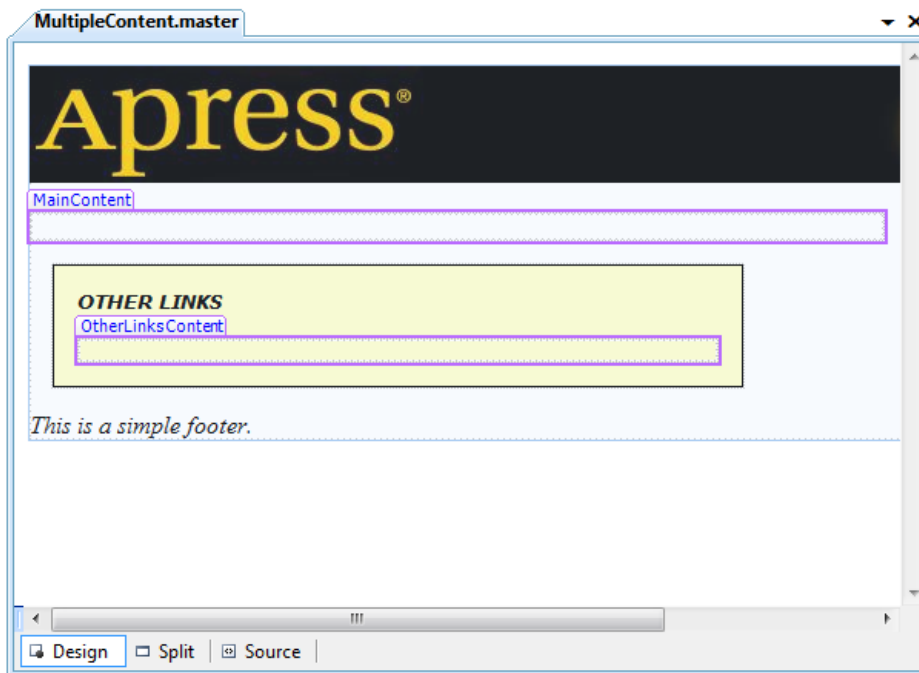 MultipleContent.master
Apress®
MainContent
OTHER LINKS
OtherLinksContent
This is a simple footer.
Design Split Source